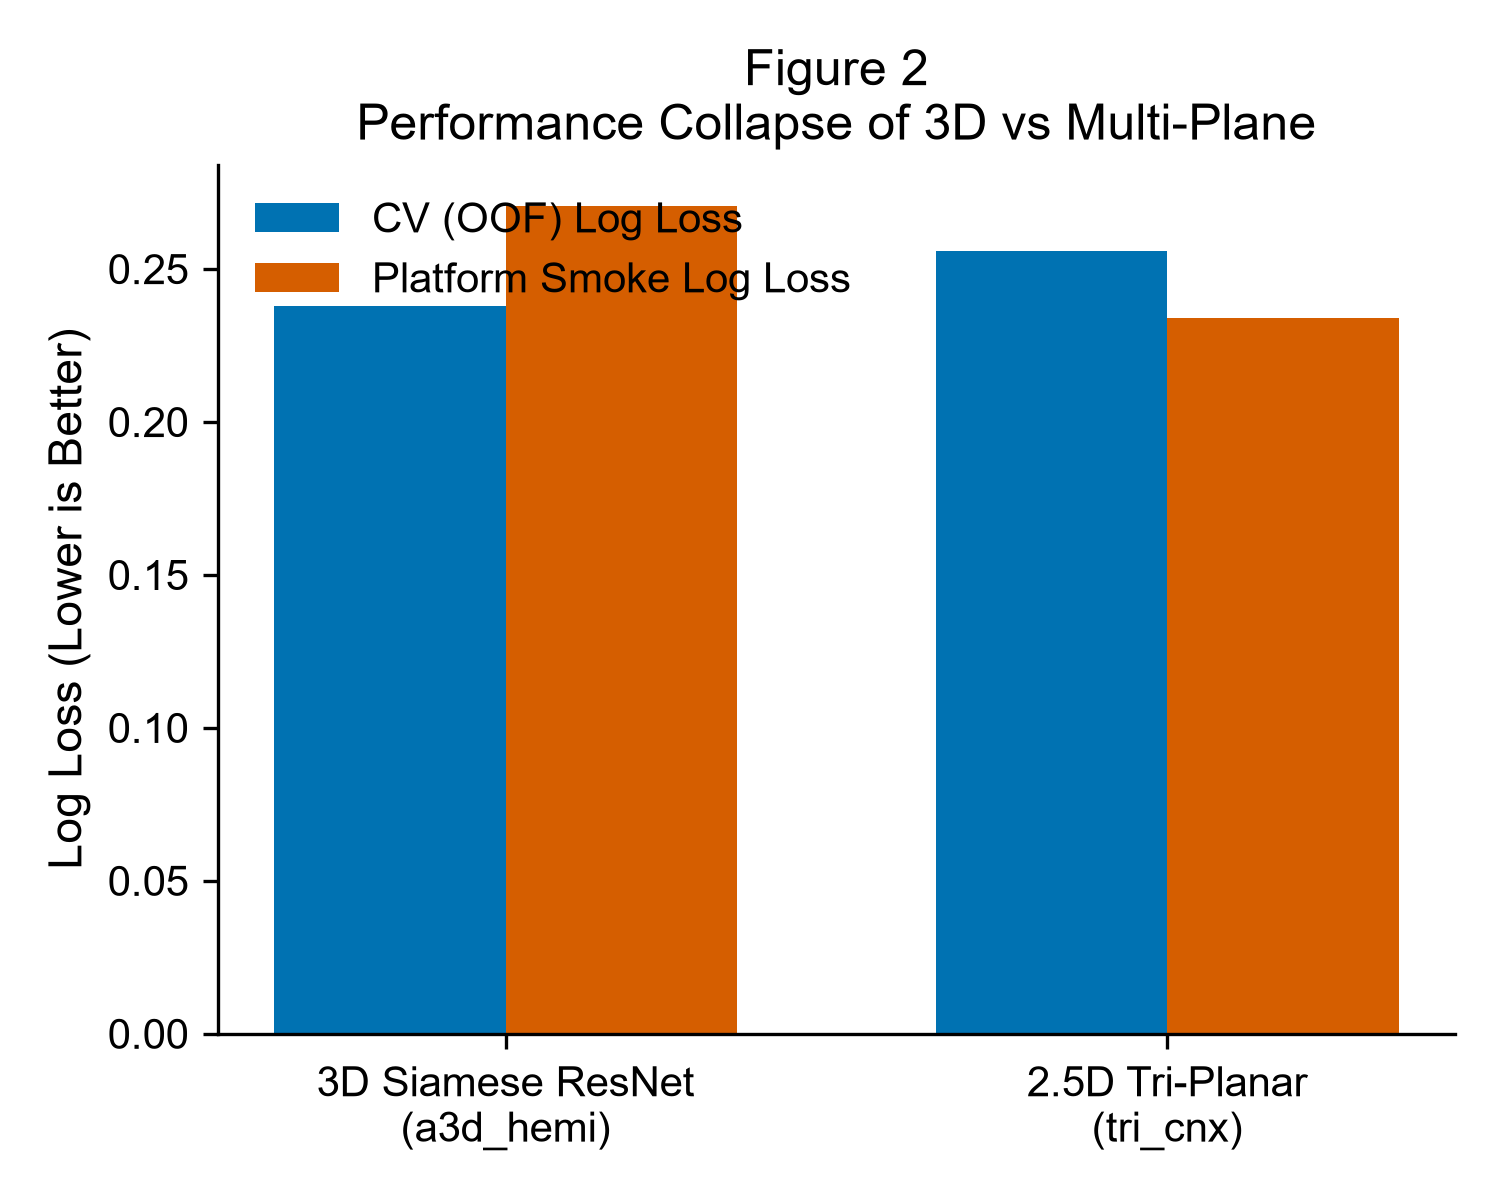 Figure 2
Performance Collapse of 3D vs Multi-Plane
CV (OOF) Log Loss
Platform Smoke Log Loss
Log Loss (Lower is Better)
0.25
0.20
0.15
0.10
0.05
0.00
3D Siamese ResNet
(a3d_hemi)
2.5D Tri-Planar
(tri_cnx)